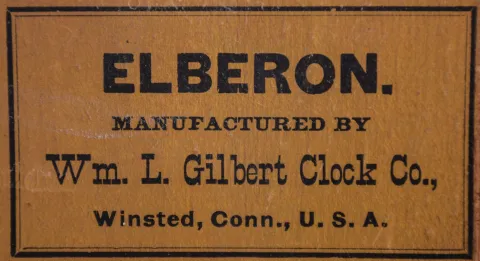 ELBERON.
MANUFACTURED BY
Wm. L. Gilbert Clock Co.,
Winsted, Conn., U. S. A.